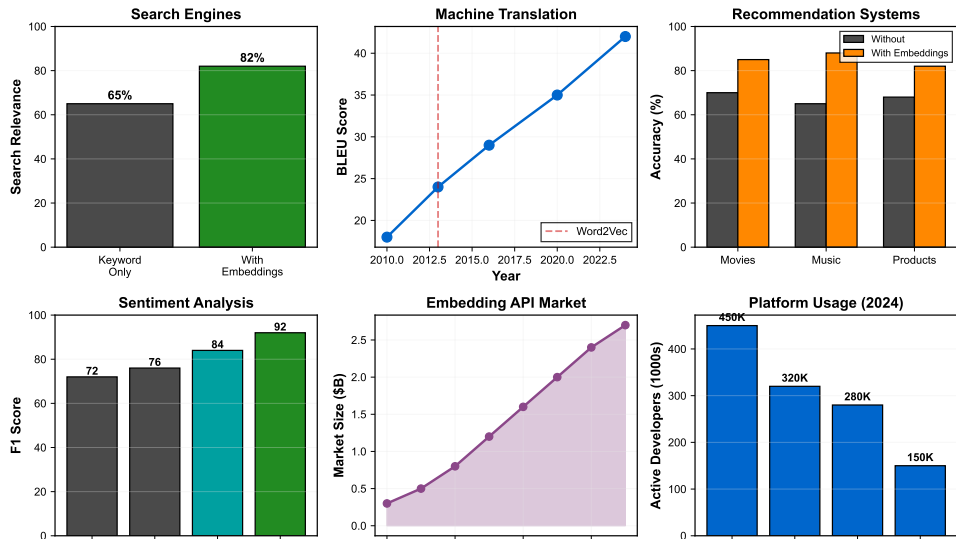 Search Engines
Search Relevance
100
80
60
40
20
0
65%
82%
Keyword
Only
With
Embeddings
Machine Translation
BLEU Score
40
35
30
25
20
2010.0
2012.5
2015.0
2017.5
2020.0
2022.5
Year
Word2Vec
Recommendation Systems
Accuracy (%)
100
80
60
40
20
0
Without
With Embeddings
Movies
Music
Products
Sentiment Analysis
F1 Score
100
80
60
40
20
0
72
76
84
92
Embedding API Market
Market Size ($B)
2.5
2.0
1.5
1.0
0.5
0.0
Platform Usage (2024)
Active Developers (1000s)
400
300
200
100
0
450K
320K
280K
150K